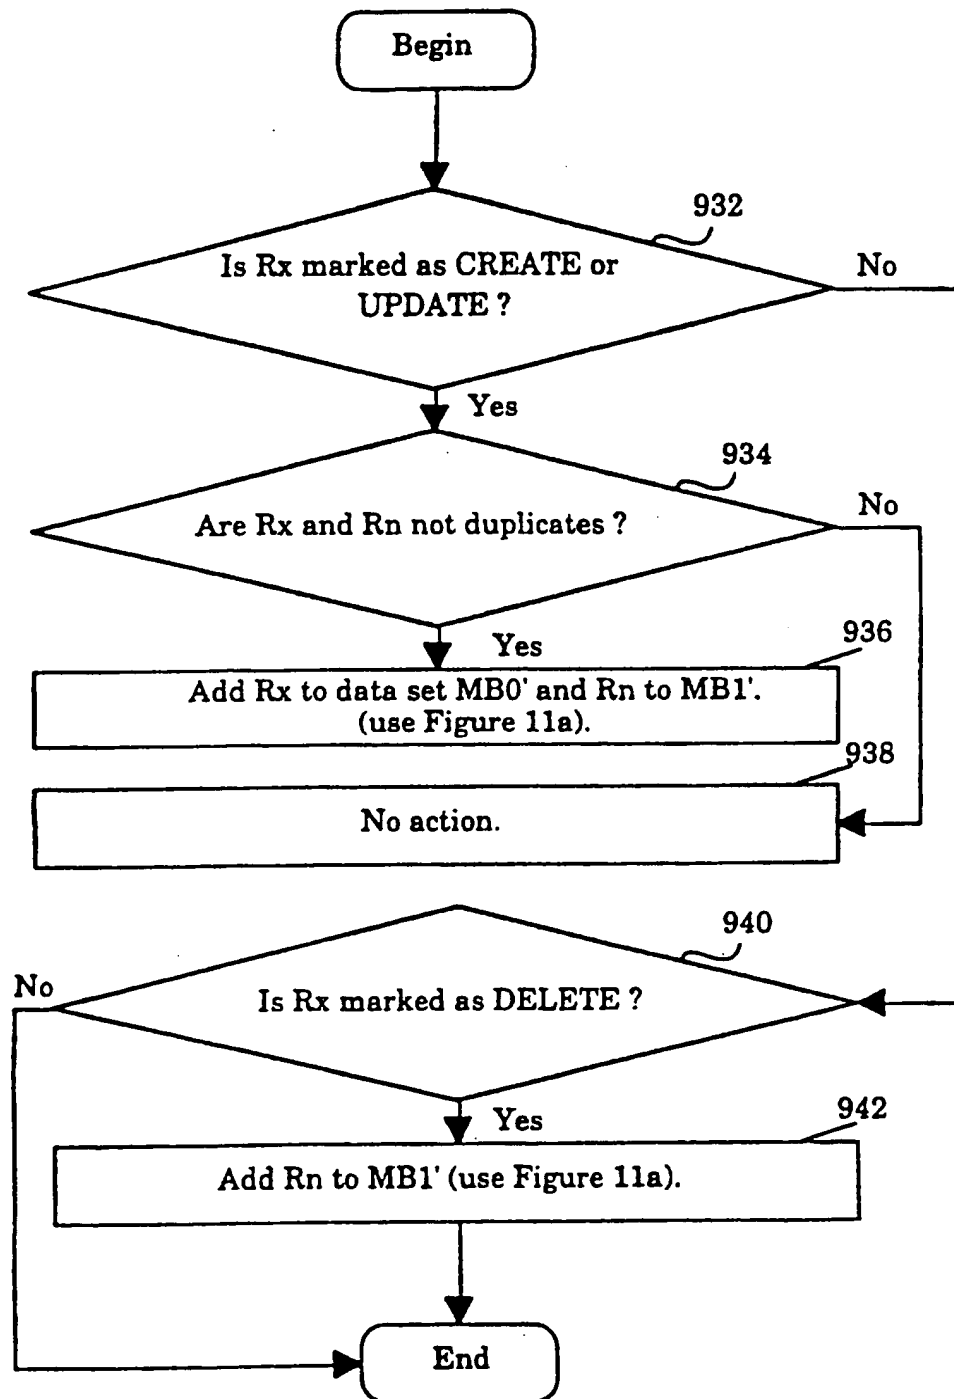 Begin
932
Is Rx marked as CREATE or
UPDATE ?
No
Yes
934
Are Rx and Rn not duplicates ?
No
Yes
936
Add Rx to data set MB0' and Rn to MB1'.
(use Figure 11a).
938
No action.
940
No
Is Rx marked as DELETE ?
Yes
942
Add Rn to MB1' (use Figure 11a).
End